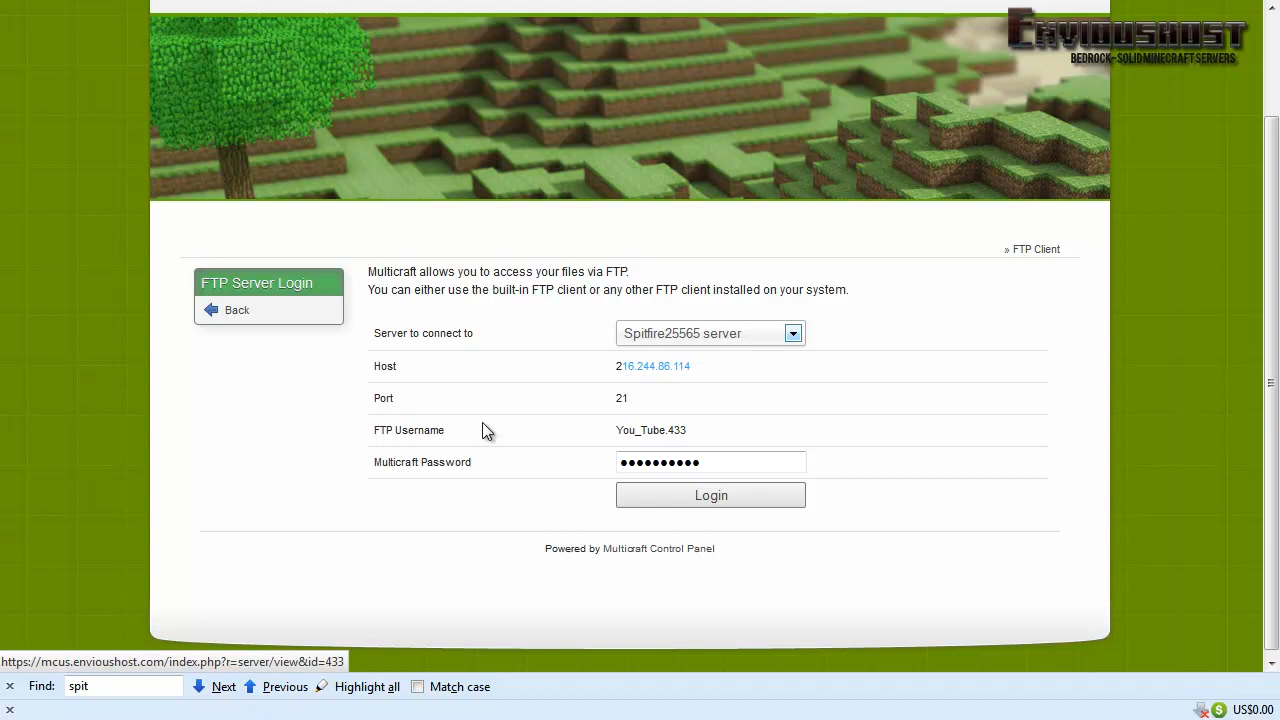 ENVIOUSHOST
BEDROCK-SOLID MINECRAFT SERVERS
» FTP Client
FTP Server Login
Back
Multicraft allows you to access your files via FTP.
You can either use the built-in FTP client or any other FTP client installed on your system.
Server to connect to Spitfire25565 server
Host 216.244.86.114
Port 21
FTP Username You_Tube.433
Multicraft Password ●●●●●●●●●●
Login
Powered by Multicraft Control Panel
https://mcus.envioushost.com/index.php?r=server/view&id=433
× Find: spit Next Previous Highlight all Match case
× US$0.00